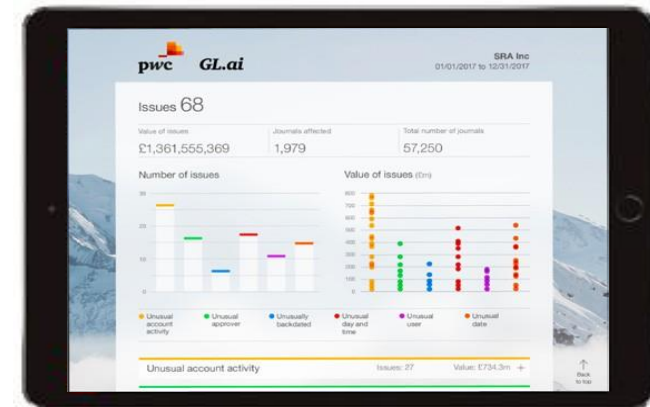 pwc GL.ai
SRA Inc
01/01/2017 to 12/31/2017
Issues 68
Value of issues
Journals affected
Total number of journals
£1,361,555,369
1,979
57,250
Number of issues
Value of issues (£m)
30
20
10
0
800
700
600
500
400
300
200
100
0
Unusual account activity
Unusual approver
Unusually backdated
Unusual day and time
Unusual user
Unusual date
Unusual account activity
Issues: 27
Value: £734.3m +
Back
to top